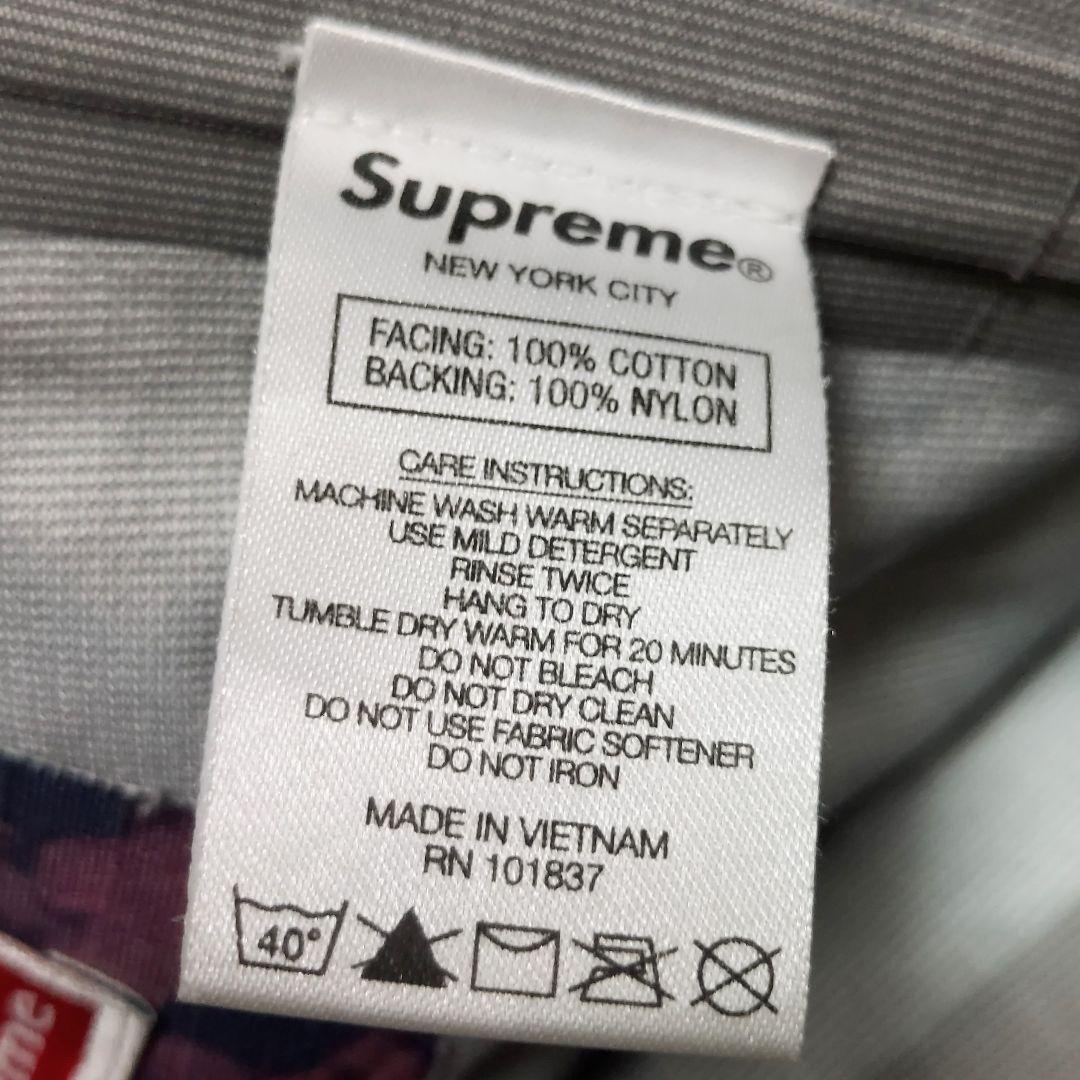 Supreme®
NEW YORK CITY
FACING: 100% COTTON
BACKING: 100% NYLON
CARE INSTRUCTIONS:
MACHINE WASH WARM SEPARATELY
USE MILD DETERGENT
RINSE TWICE
HANG TO DRY
TUMBLE DRY WARM FOR 20 MINUTES
DO NOT BLEACH
DO NOT DRY CLEAN
DO NOT USE FABRIC SOFTENER
DO NOT IRON
MADE IN VIETNAM
RN 101837
40°
eme